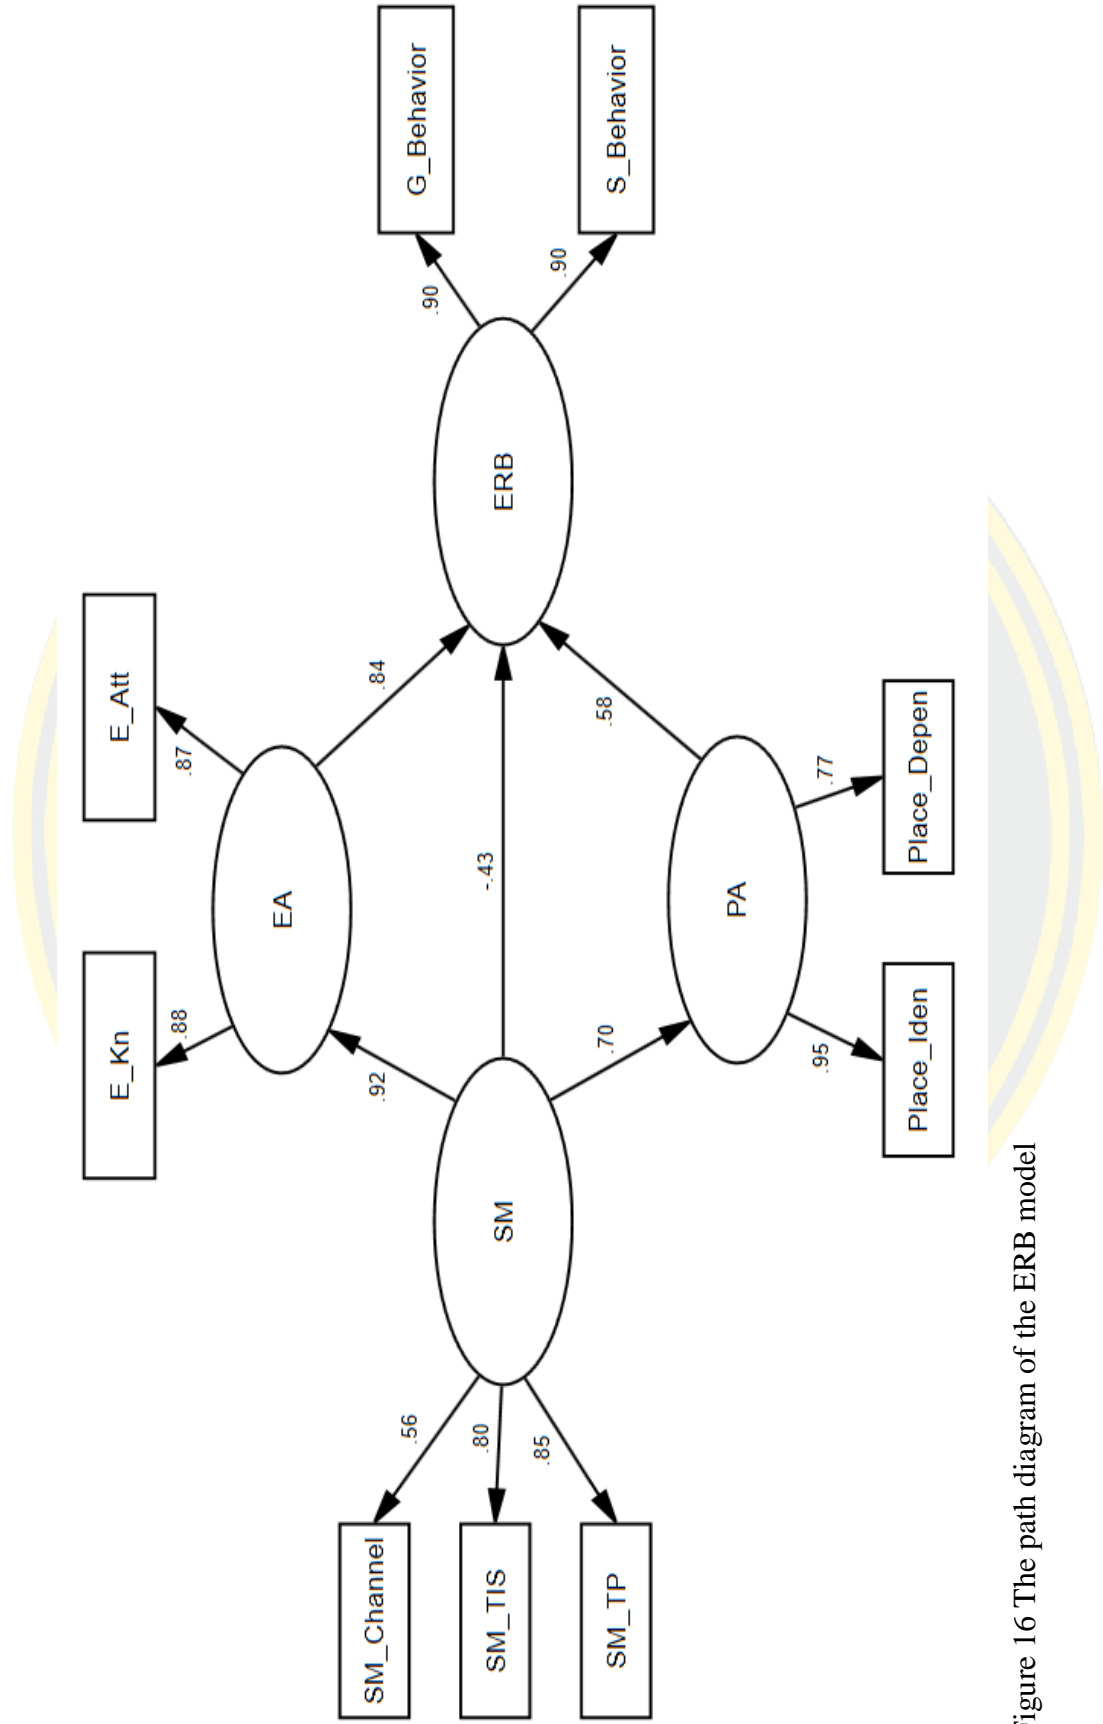 E_Kn
E_Att
.88
.87
EA
.92
.84
SM_Channel
.56
G_Behavior
.90
.80
-.43
SM_TIS
SM
ERB
.85
.90
.70
.58
SM_TP
S_Behavior
PA
.95
.77
Place_Iden
Place_Depen
Figure 16 The path diagram of the ERB model